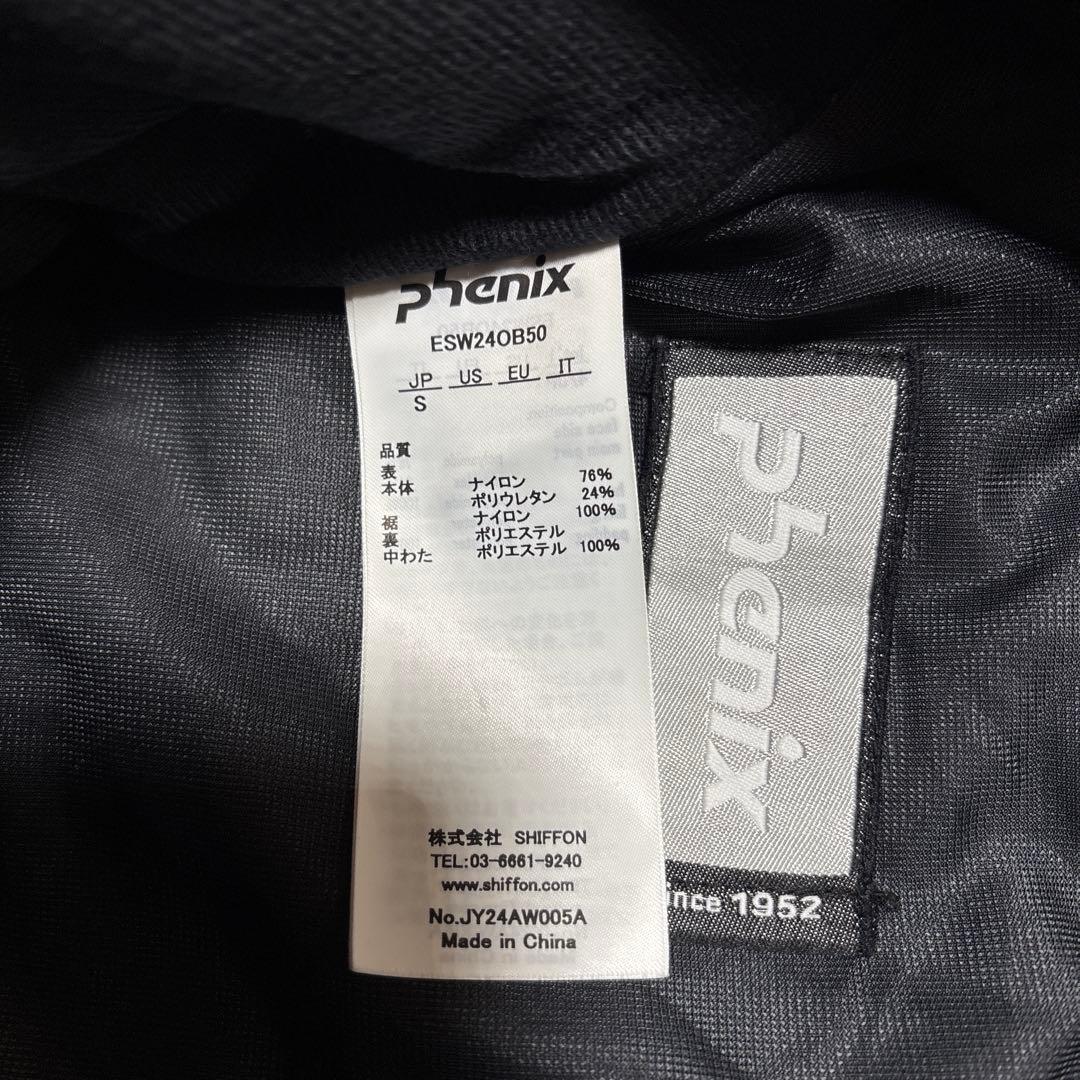 phenix
ESW24OB50
JP US EU IT
S
品質
表
本体 ナイロン 76%
ポリウレタン 24%
裾 ナイロン 100%
裏 ポリエステル
中わた ポリエステル 100%
株式会社 SHIFFON
TEL:03-6661-9240
www.shiffon.com
No.JY24AW005A
Made in China
phenix
ince 1952